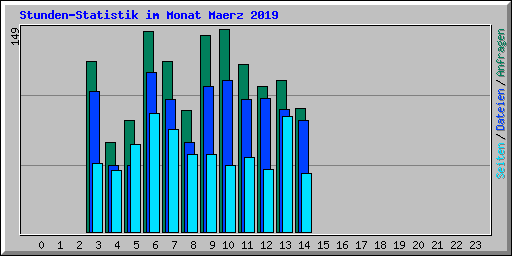 Stunden-Statistik im Monat Maerz 2019
149
Seiten/Dateien/Anfragen
0 1 2 3 4 5 6 7 8 9 10 11 12 13 14 15 16 17 18 19 20 21 22 23